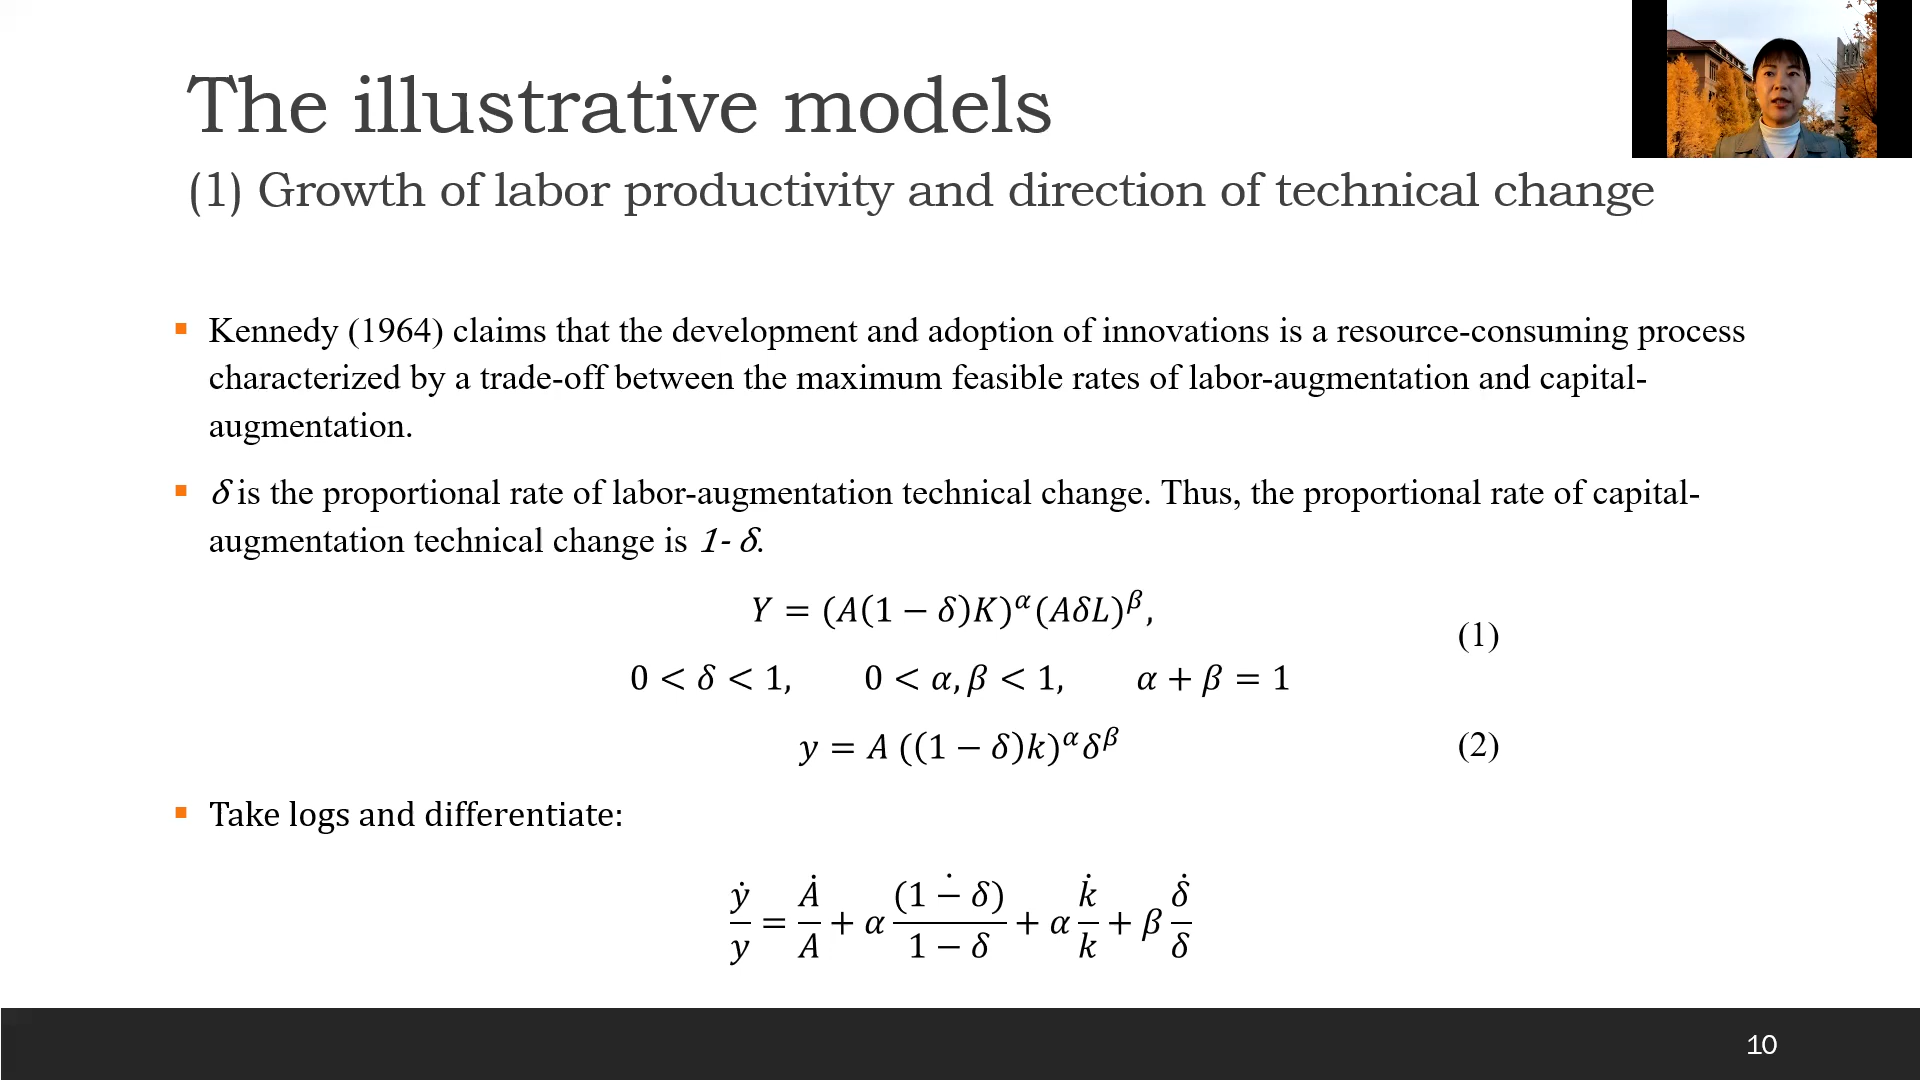 The illustrative models
(1) Growth of labor productivity and direction of technical change
▪ Kennedy (1964) claims that the development and adoption of innovations is a resource-consuming process
characterized by a trade-off between the maximum feasible rates of labor-augmentation and capital-
augmentation.
▪ δ is the proportional rate of labor-augmentation technical change. Thus, the proportional rate of capital-
augmentation technical change is 1- δ.
Y = (A(1 − δ)K)^α(AδL)^β,
(1)
0 < δ < 1, 0 < α, β < 1, α + β = 1
y = A ((1 − δ)k)^α δ^β (2)
▪ Take logs and differentiate:
ẏ/y = Ȧ/A + α (1 −̇ δ)/(1 − δ) + α k̇/k + β δ̇/δ
10